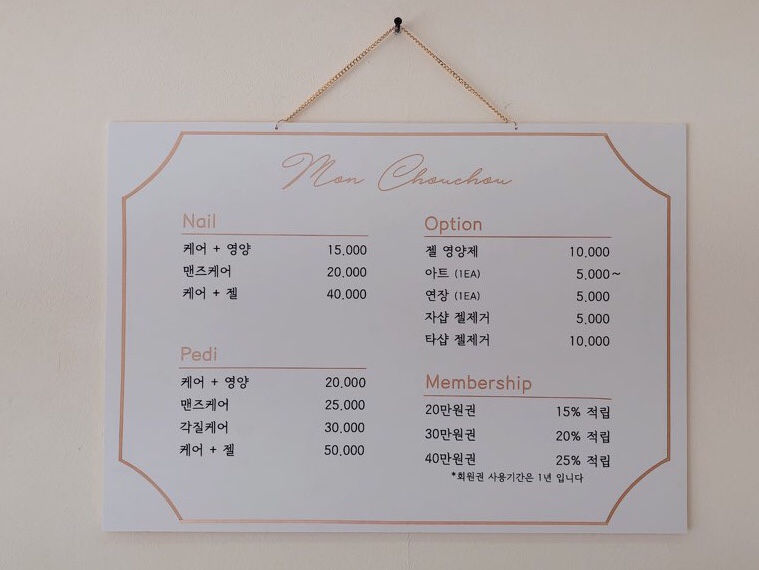 Mon Chouchou
Nail
케어 + 영양 15,000
맨즈케어 20,000
케어 + 젤 40,000
Pedi
케어 + 영양 20,000
맨즈케어 25,000
각질케어 30,000
케어 + 젤 50,000
Option
젤 영양제 10,000
아트 (1EA) 5,000~
연장 (1EA) 5,000
자샵 젤제거 5,000
타샵 젤제거 10,000
Membership
20만원권 15% 적립
30만원권 20% 적립
40만원권 25% 적립
*회원권 사용기간은 1년 입니다